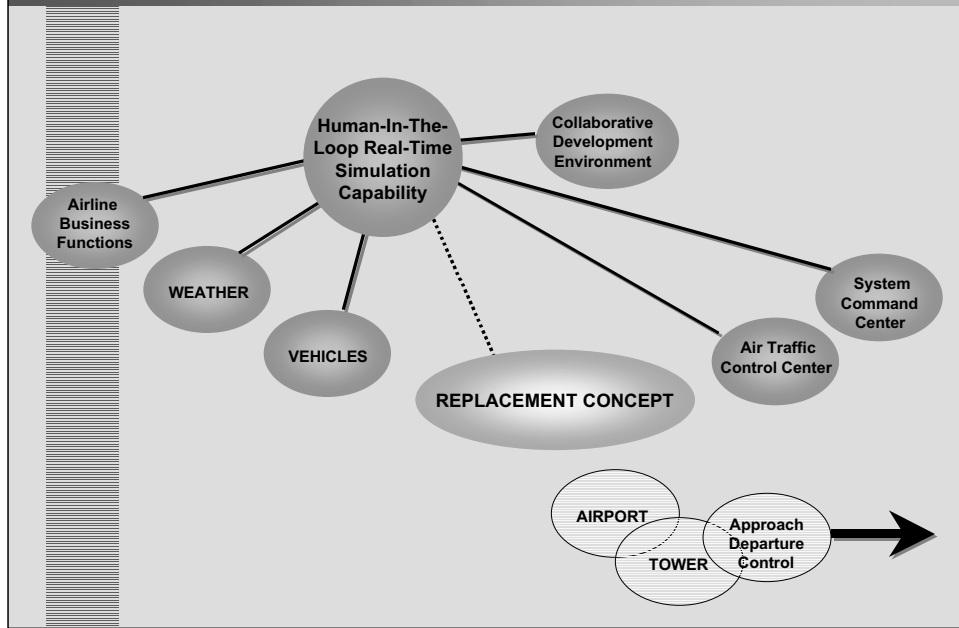 Human-In-The-
Loop Real-Time
Simulation
Capability
Collaborative
Development
Environment
Airline
Business
Functions
WEATHER
VEHICLES
System
Command
Center
Air Traffic
Control Center
REPLACEMENT CONCEPT
AIRPORT
TOWER
Approach
Departure
Control